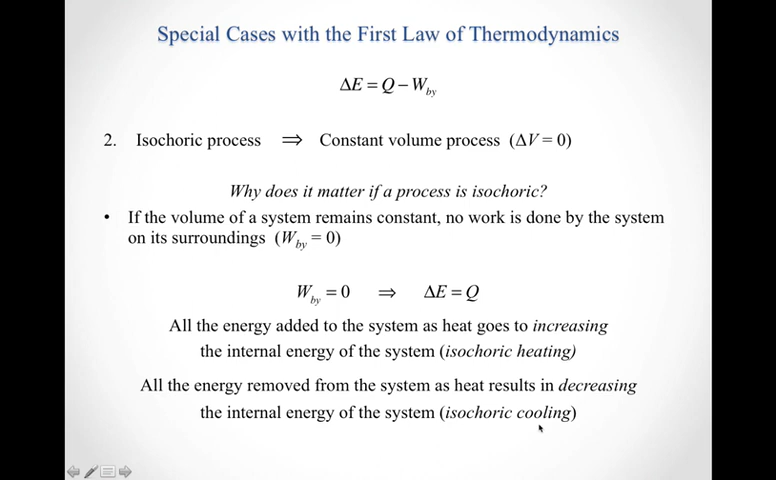 Special Cases with the First Law of Thermodynamics
ΔE = Q − W_by
2. Isochoric process ⇒ Constant volume process (ΔV = 0)
Why does it matter if a process is isochoric?
• If the volume of a system remains constant, no work is done by the system
on its surroundings (W_by = 0)
W_by = 0 ⇒ ΔE = Q
All the energy added to the system as heat goes to increasing
the internal energy of the system (isochoric heating)
All the energy removed from the system as heat results in decreasing
the internal energy of the system (isochoric cooling)